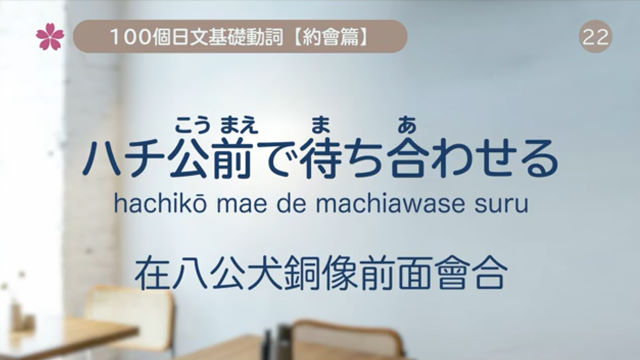 100個日文基礎動詞【約會篇】
22
こう まえ ま あ
ハチ公前で待ち合わせる
hachikō mae de machiawase suru
在八公犬銅像前面會合